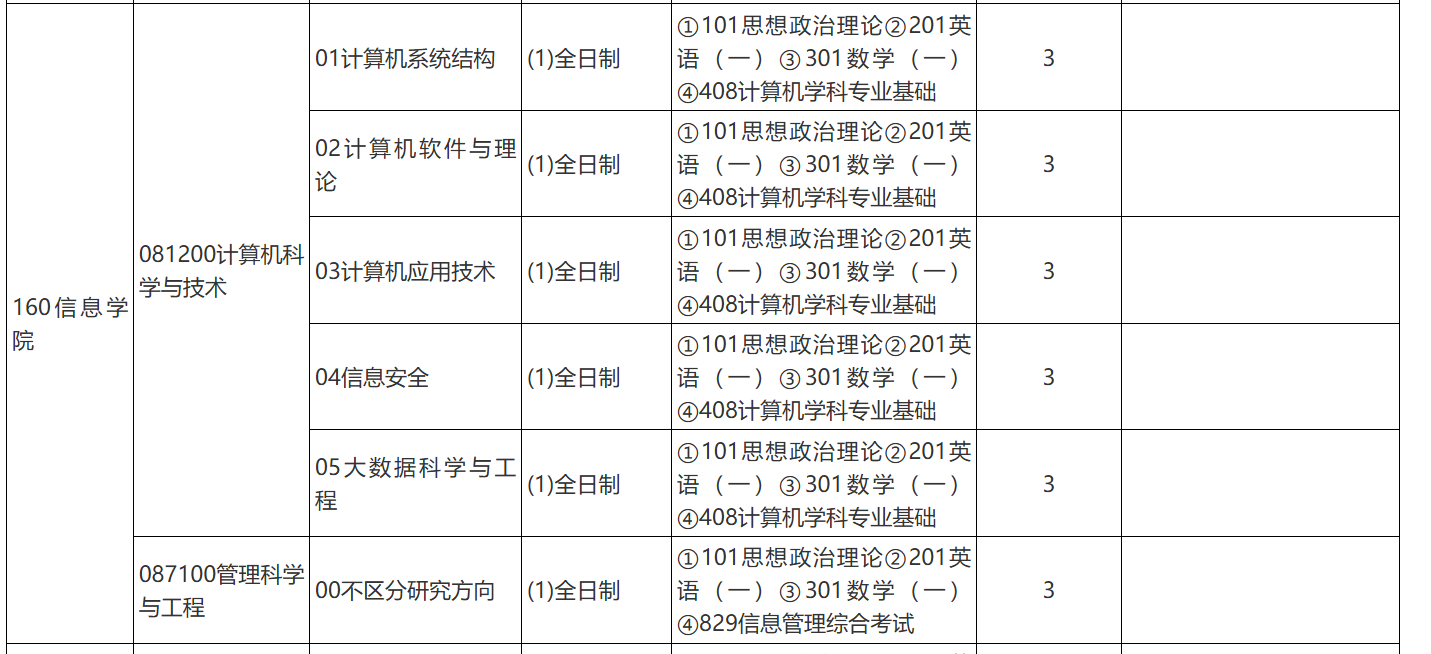 01计算机系统结构
(1)全日制
①101思想政治理论②201英
语（一）③301数学（一）
④408计算机学科专业基础
3
02计算机软件与理
论
(1)全日制
①101思想政治理论②201英
语（一）③301数学（一）
④408计算机学科专业基础
3
160信息学
院
081200计算机科
学与技术
03计算机应用技术
(1)全日制
①101思想政治理论②201英
语（一）③301数学（一）
④408计算机学科专业基础
3
04信息安全
(1)全日制
①101思想政治理论②201英
语（一）③301数学（一）
④408计算机学科专业基础
3
05大数据科学与工
程
(1)全日制
①101思想政治理论②201英
语（一）③301数学（一）
④408计算机学科专业基础
3
087100管理科学
与工程
00不区分研究方向
(1)全日制
①101思想政治理论②201英
语（一）③301数学（一）
④829信息管理综合考试
3